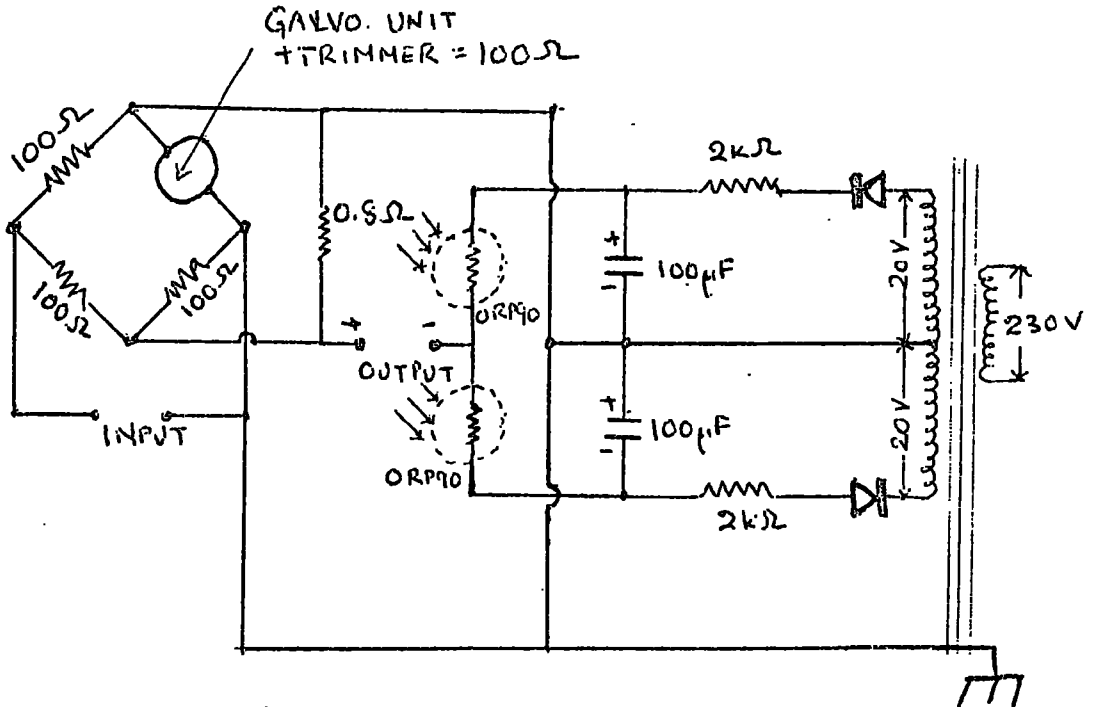 GALVO. UNIT
+TRIMMER = 100Ω
100Ω
2kΩ
0.8Ω
20V
100μF
ORP90
100Ω
100Ω
230V
+
-
OUTPUT
20V
INPUT
100μF
ORP90
2kΩ